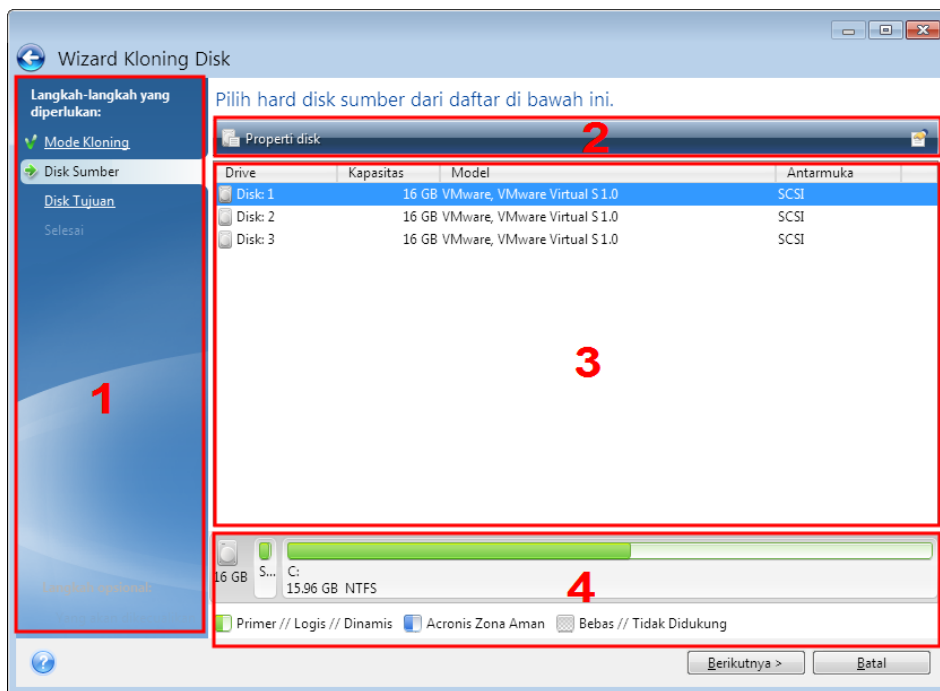 Wizard Kloning Disk
Langkah-langkah yang
diperlukan:
Mode Kloning
Disk Sumber
Disk Tujuan
Selesai
1
Pilih hard disk sumber dari daftar di bawah ini.
Properti disk
2
Drive Kapasitas Model Antarmuka
Disk: 1 16 GB VMware, VMware Virtual S 1.0 SCSI
Disk: 2 16 GB VMware, VMware Virtual S 1.0 SCSI
Disk: 3 16 GB VMware, VMware Virtual S 1.0 SCSI
3
16 GB
S...
C:
15.96 GB NTFS
4
Primer // Logis // Dinamis Acronis Zona Aman Bebas // Tidak Didukung
Berikutnya > Batal